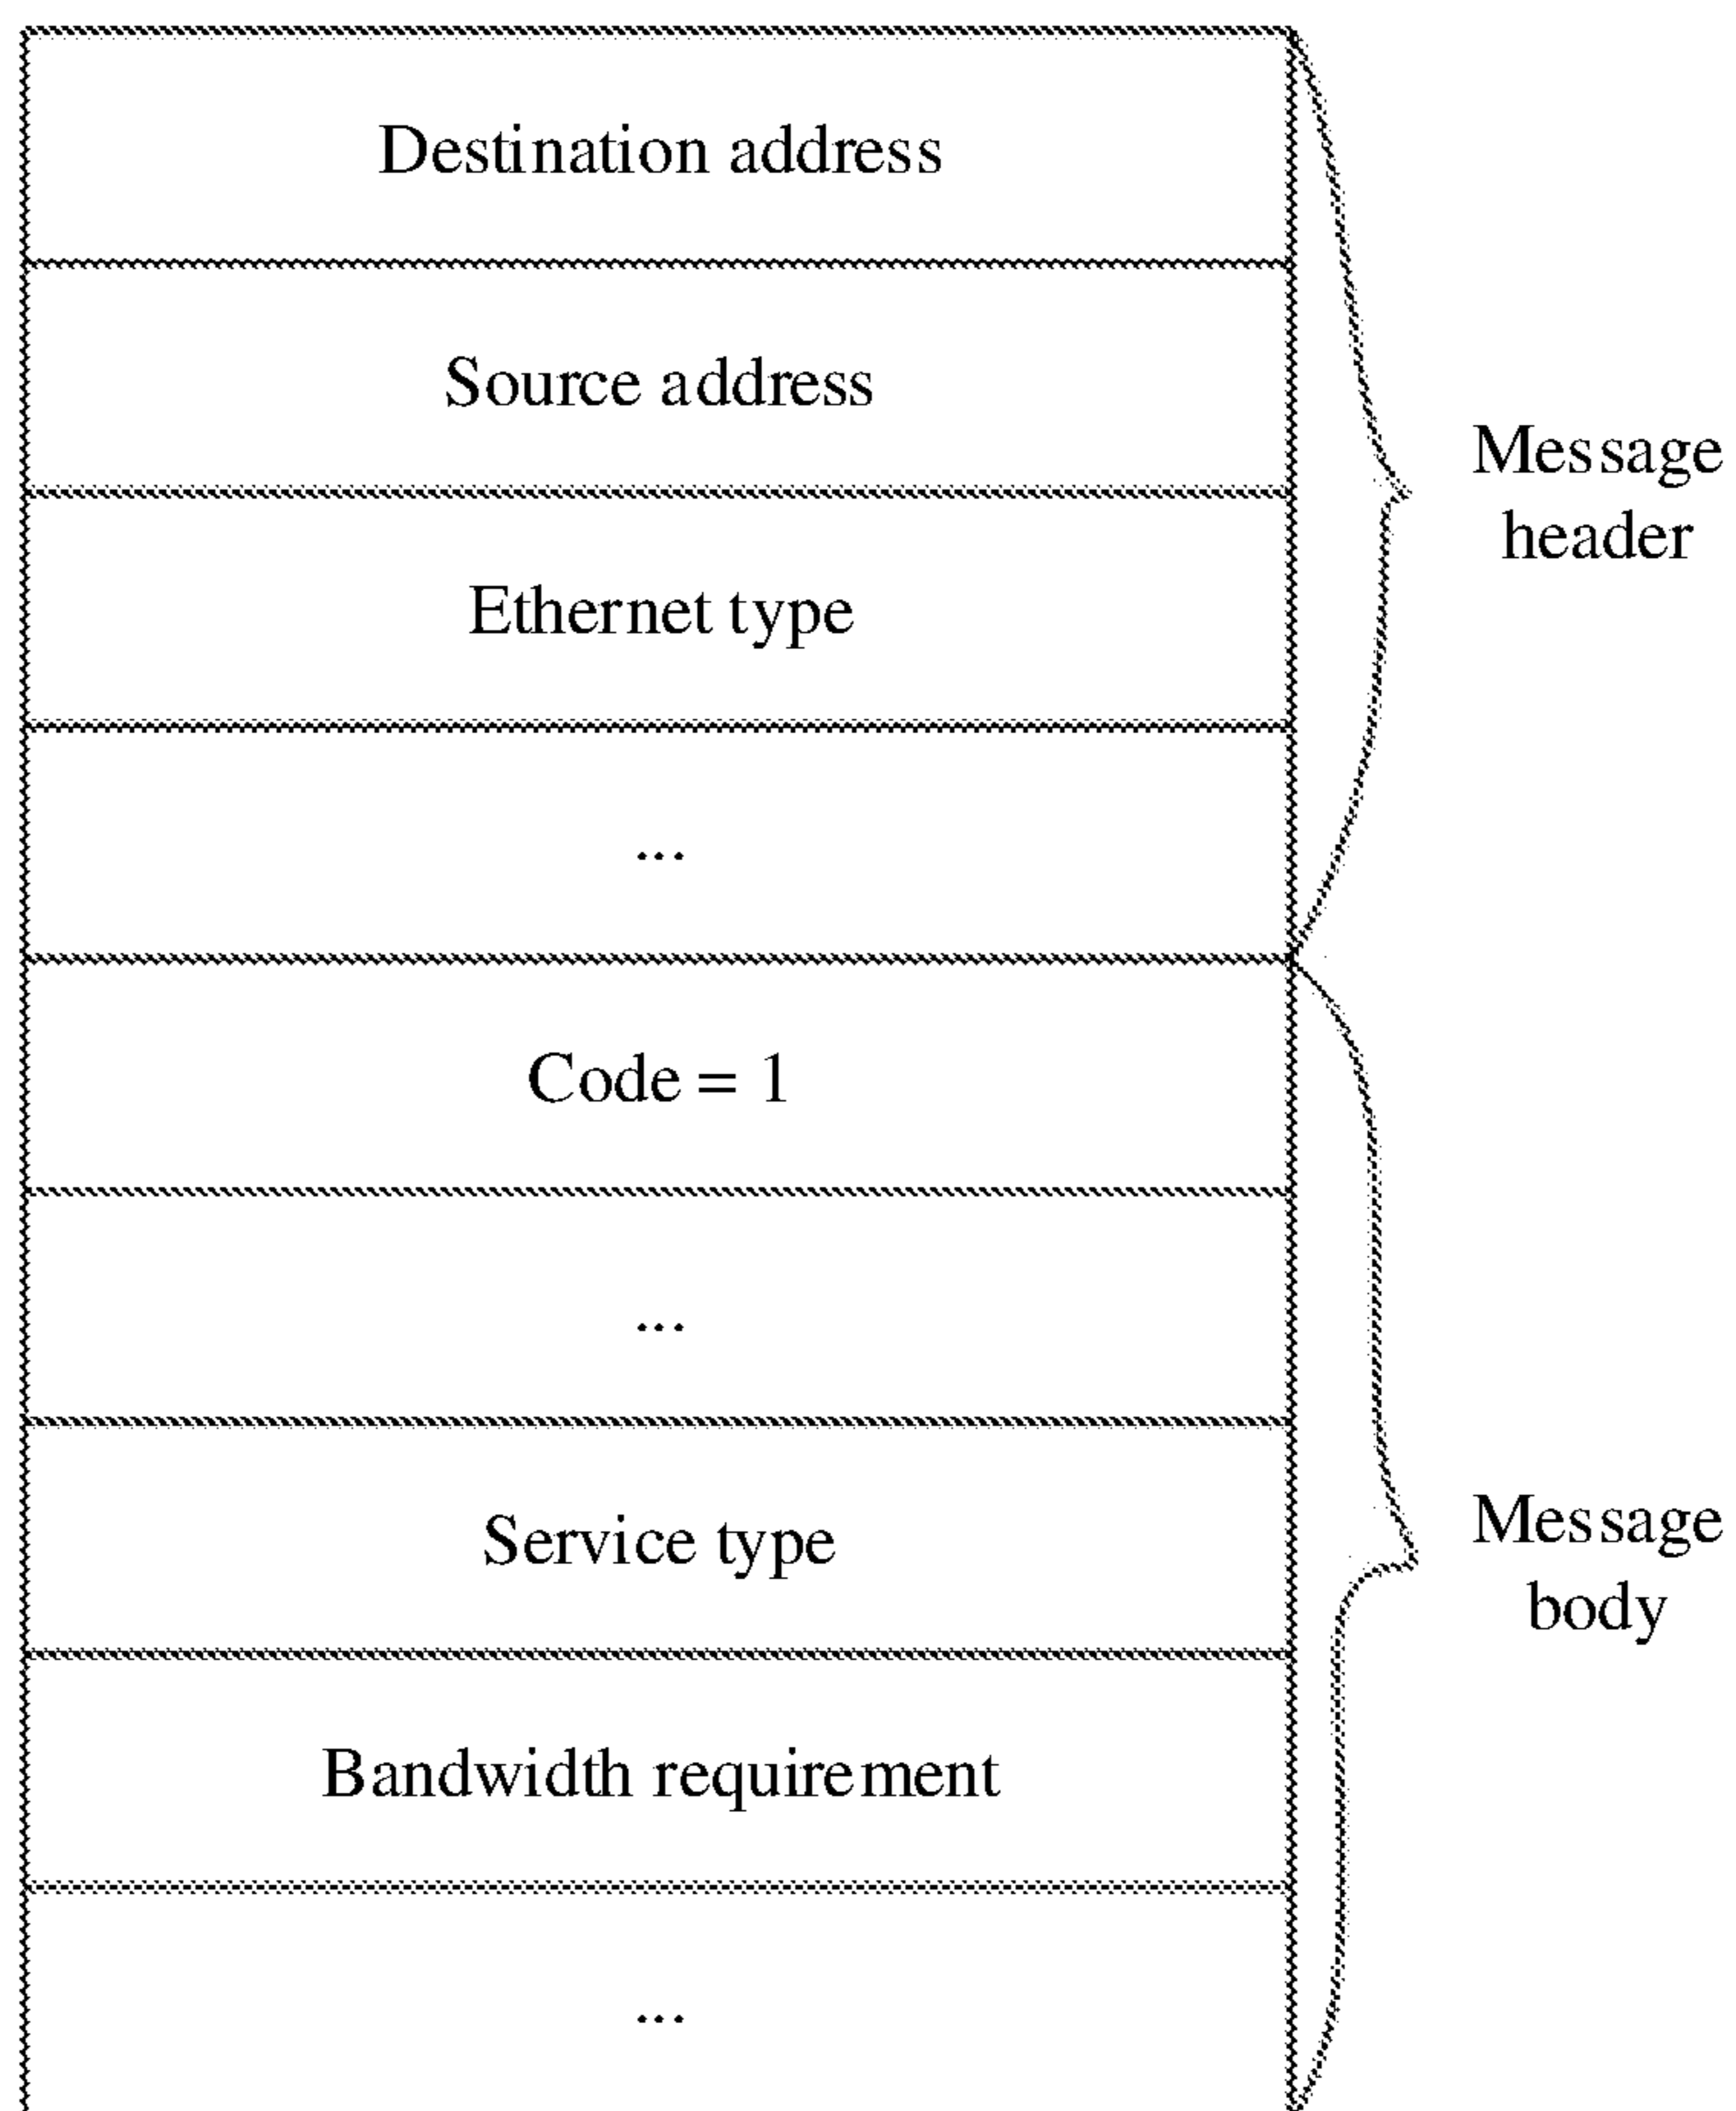 Destination address
Source address
Ethernet type
...
Message
header
Code = 1
...
Service type
Bandwidth requirement
...
Message
body